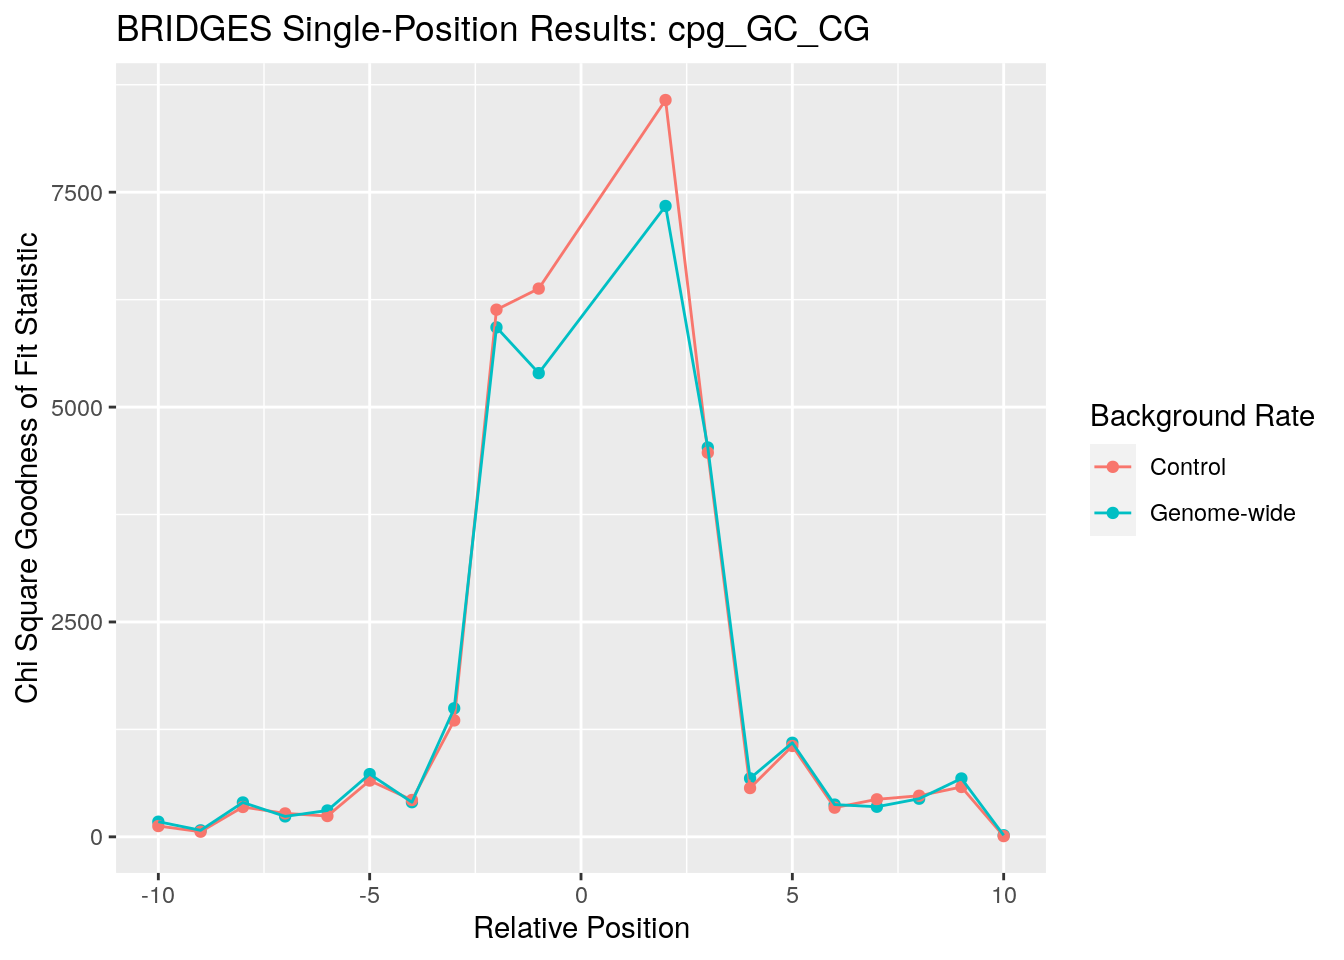 BRIDGES Single-Position Results: cpg_GC_CG
Chi Square Goodness of Fit Statistic
7500
5000
2500
0
-10
-5
0
5
10
Relative Position
Background Rate
Control
Genome-wide